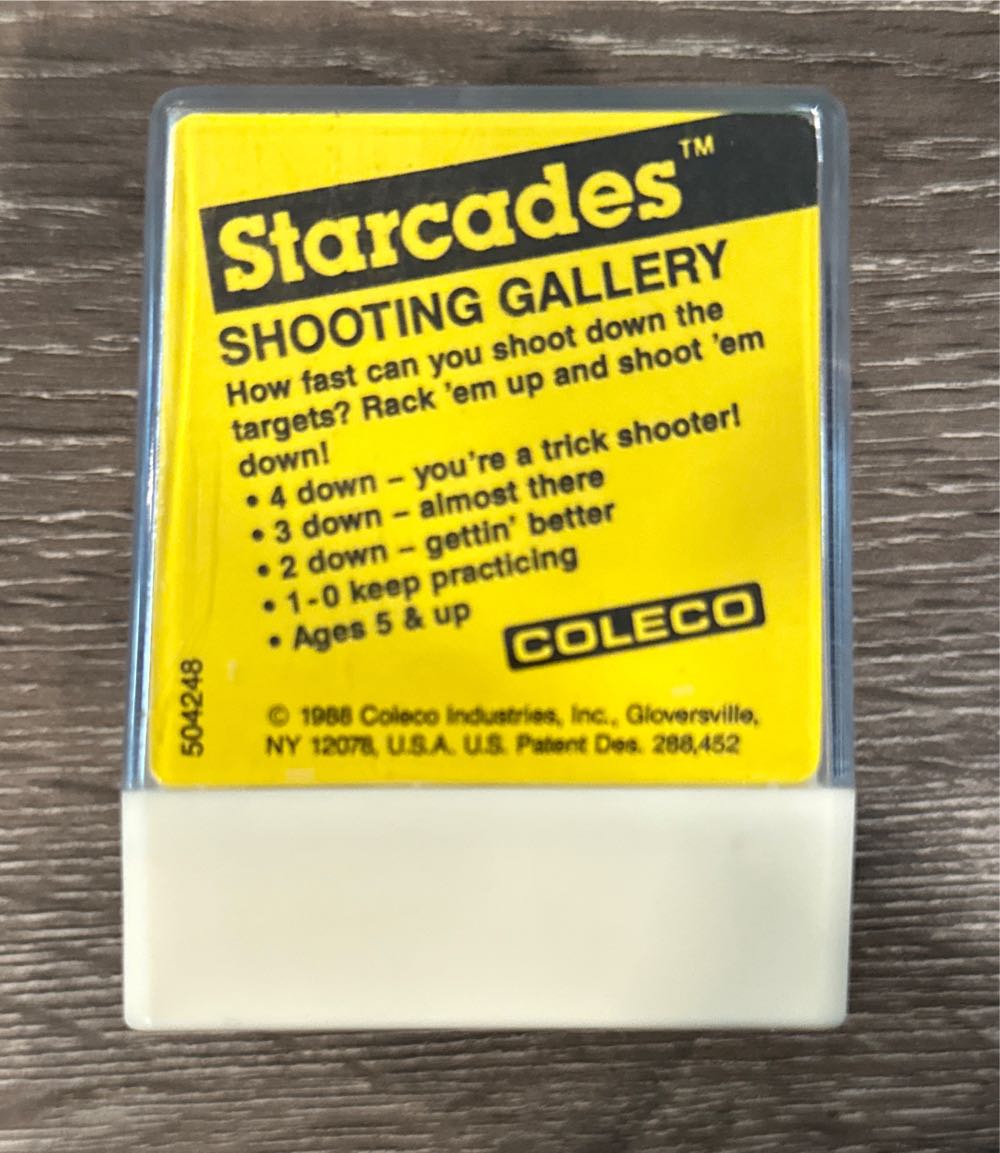 Starcades™
SHOOTING GALLERY
How fast can you shoot down the
targets? Rack 'em up and shoot 'em
down!
• 4 down – you're a trick shooter!
• 3 down – almost there
• 2 down – gettin' better
• 1-0 keep practicing
• Ages 5 & up
COLECO
504248
© 1988 Coleco Industries, Inc., Gloversville,
NY 12078, U.S.A. U.S. Patent Des. 288,452